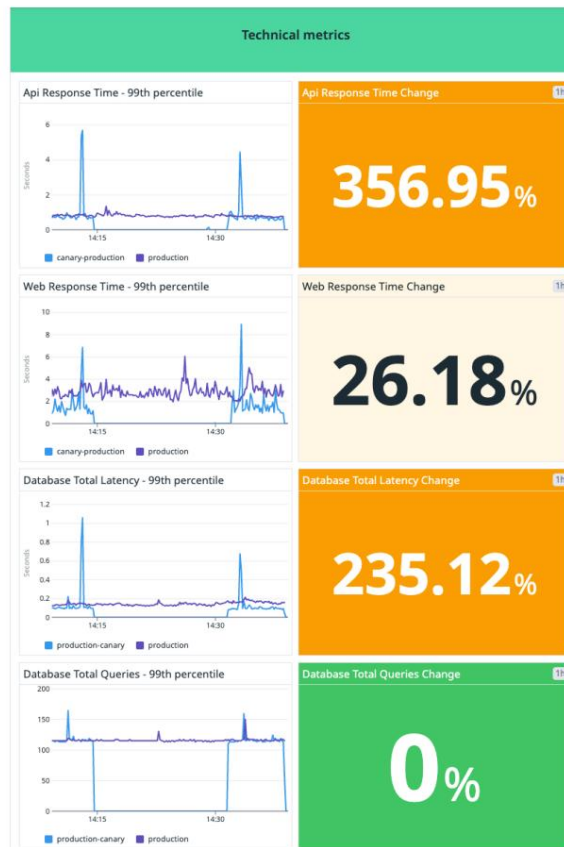 Technical metrics
Api Response Time - 99th percentile
Api Response Time Change
1h
6
4
2
0
Seconds
14:15
14:30
canary-production
production
356.95%
Web Response Time - 99th percentile
Web Response Time Change
1h
10
8
6
4
2
0
Seconds
14:15
14:30
canary-production
production
26.18%
Database Total Latency - 99th percentile
Database Total Latency Change
1h
1.2
1
0.8
0.6
0.4
0.2
0
Seconds
14:15
14:30
production-canary
production
235.12%
Database Total Queries - 99th percentile
Database Total Queries Change
1h
200
150
100
50
0
14:15
14:30
production-canary
production
0%